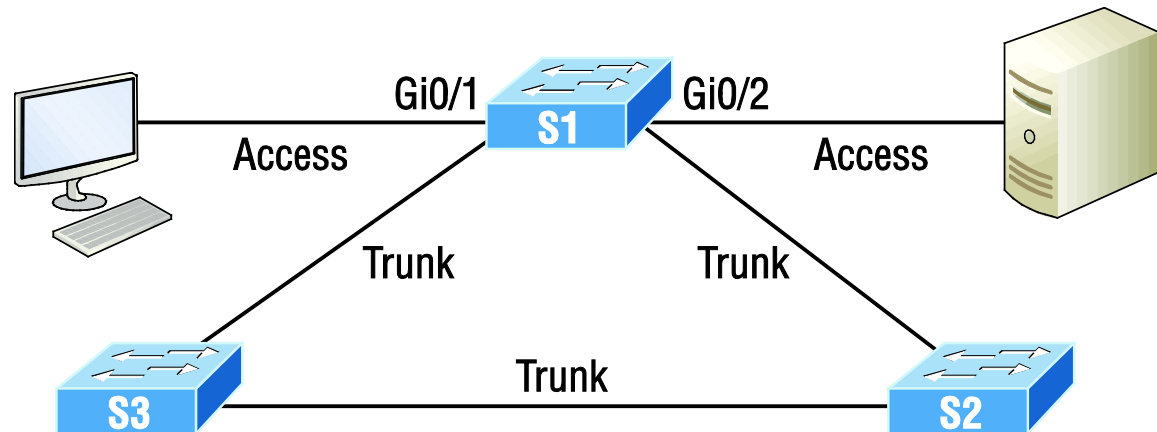 Gi0/1
Gi0/2
S1
Access
Access
Trunk
Trunk
Trunk
S3
S2